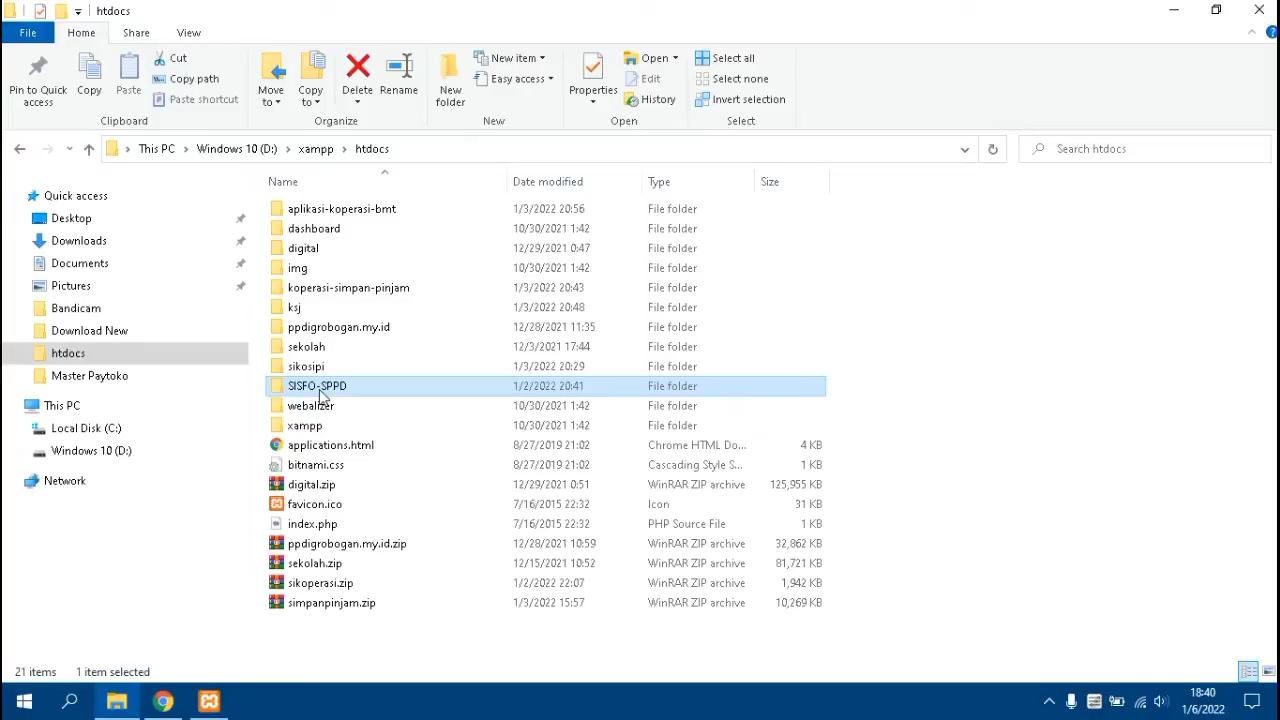 htdocs
File Home Share View
Pin to Quick access
Copy
Paste
Cut
Copy path
Paste shortcut
Move to
Copy to
Delete
Rename
New folder
New item
Easy access
Properties
Open
Edit
History
Select all
Select none
Invert selection
Clipboard Organize New Open Select
This PC Windows 10 (D:) xampp htdocs
Search htdocs
Name Date modified Type Size
Quick access
Desktop
Downloads
Documents
Pictures
Bandicam
Download New
htdocs
Master Paytoko
This PC
Local Disk (C:)
Windows 10 (D:)
Network
aplikasi-koperasi-bmt 1/3/2022 20:56 File folder
dashboard 10/30/2021 1:42 File folder
digital 12/29/2021 0:47 File folder
img 10/30/2021 1:42 File folder
koperasi-simpan-pinjam 1/3/2022 20:43 File folder
ksj 1/3/2022 20:48 File folder
ppdigrobogan.my.id 12/28/2021 11:35 File folder
sekolah 12/3/2021 17:44 File folder
sikosipi 1/3/2022 20:29 File folder
SISFO-SPPD 1/2/2022 20:41 File folder
webalizer 10/30/2021 1:42 File folder
xampp 10/30/2021 1:42 File folder
applications.html 8/27/2019 21:02 Chrome HTML Do... 4 KB
bitnami.css 8/27/2019 21:02 Cascading Style S... 1 KB
digital.zip 12/29/2021 0:51 WinRAR ZIP archive 125,955 KB
favicon.ico 7/16/2015 22:32 Icon 31 KB
index.php 7/16/2015 22:32 PHP Source File 1 KB
ppdigrobogan.my.id.zip 12/28/2021 10:59 WinRAR ZIP archive 32,862 KB
sekolah.zip 12/15/2021 10:52 WinRAR ZIP archive 81,721 KB
sikoperasi.zip 1/2/2022 22:07 WinRAR ZIP archive 1,942 KB
simpanpinjam.zip 1/3/2022 15:57 WinRAR ZIP archive 10,269 KB
21 items 1 item selected
18:40
1/6/2022